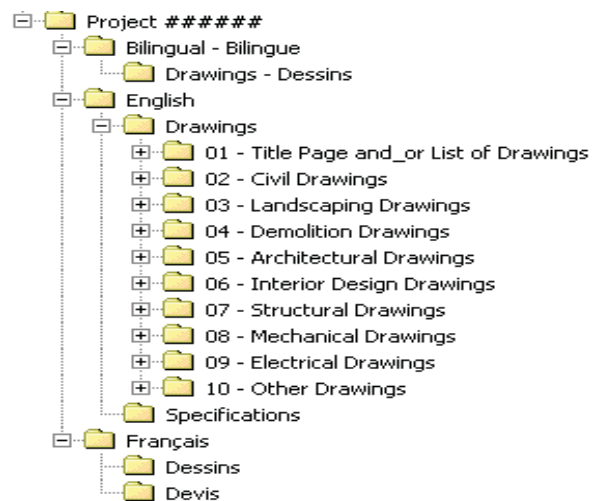 Project ######
Bilingual - Bilingue
Drawings - Dessins
English
Drawings
01 - Title Page and_or List of Drawings
02 - Civil Drawings
03 - Landscaping Drawings
04 - Demolition Drawings
05 - Architectural Drawings
06 - Interior Design Drawings
07 - Structural Drawings
08 - Mechanical Drawings
09 - Electrical Drawings
10 - Other Drawings
Specifications
Français
Dessins
Devis